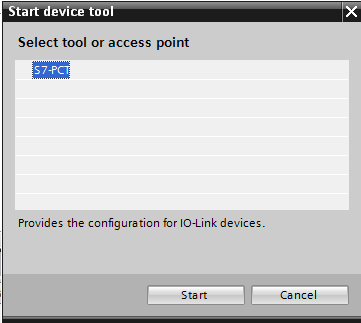 Start device tool
Select tool or access point
S7-PCT
Provides the configuration for IO-Link devices.
Start
Cancel